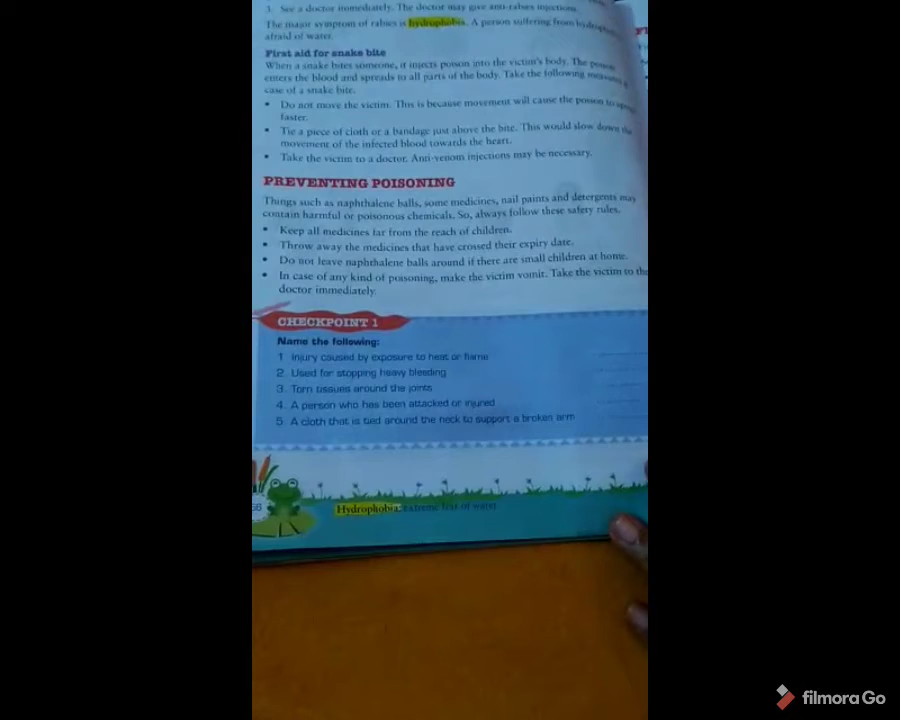 3. See a doctor immediately. The doctor may give anti-rabies injections.
The major symptom of rabies is hydrophobia. A person suffering from
afraid of water.
First aid for snake bite
When a snake bites someone, it injects poison into the victim's body. The poison
enters the blood and spreads to all parts of the body. Take the following measures
case of a snake bite.
• Do not move the victim. This is because movement will cause the poison to
faster.
• Tie a piece of cloth or a bandage just above the bite. This would slow down the
movement of the infected blood towards the heart.
• Take the victim to a doctor. Anti-venom injections may be necessary.
PREVENTING POISONING
Things such as naphthalene balls, some medicines, nail paints and detergents may
contain harmful or poisonous chemicals. So, always follow these safety rules.
• Keep all medicines far from the reach of children.
• Throw away the medicines that have crossed their expiry date.
• Do not leave naphthalene balls around if there are small children at home.
• In case of any kind of poisoning, make the victim vomit. Take the victim to the
doctor immediately.
CHECKPOINT 1
Name the following:
1. Injury caused by exposure to heat or flame
2. Used for stopping heavy bleeding
3. Torn tissues around the joints
4. A person who has been attacked or injured
5. A cloth that is tied around the neck to support a broken arm
Hydrophobia: extreme fear of water
filmora Go